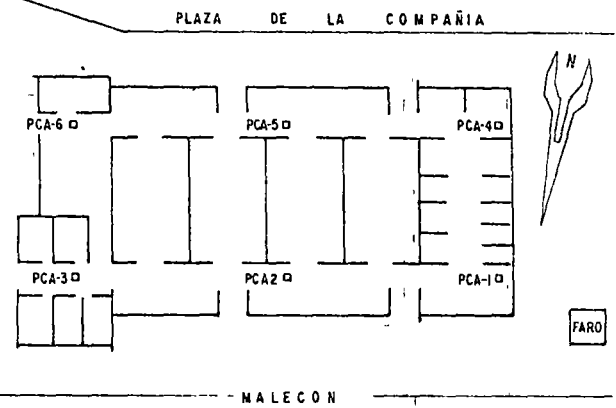 PLAZA DE LA COMPAÑIA
N
PCA-6 PCA-5 PCA-4
PCA-3 PCA2 PCA-1
FARO
MALECON